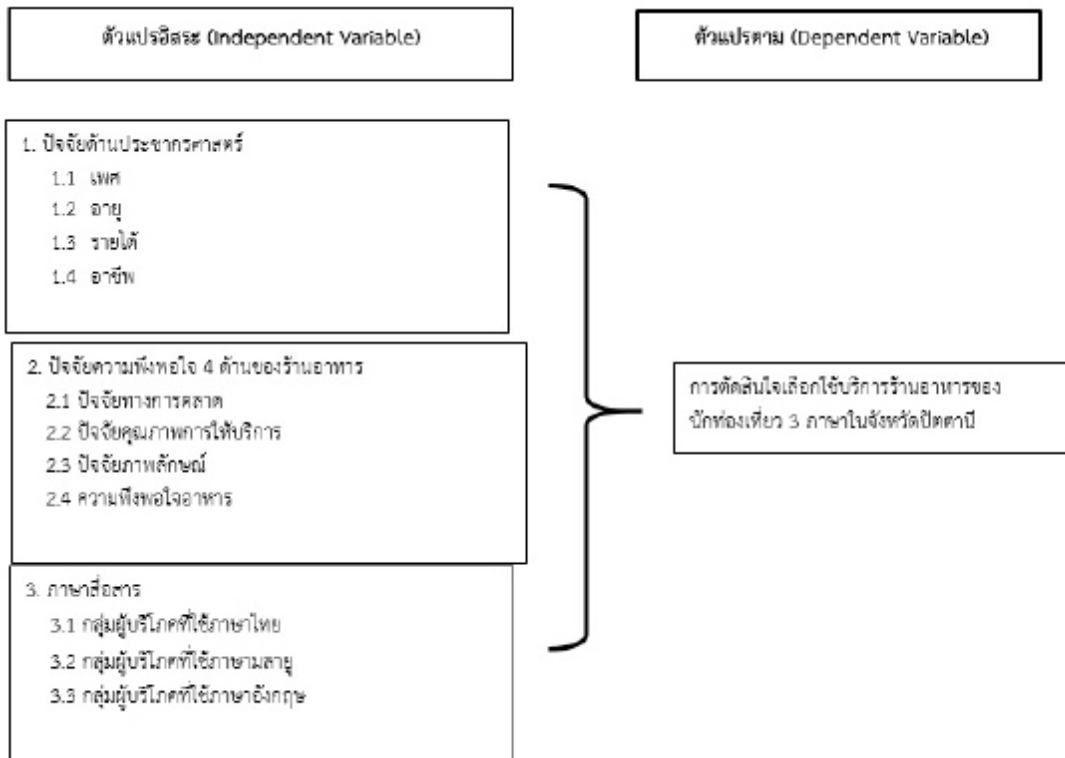 ตัวแปรอิสระ (Independent Variable)
ตัวแปรตาม (Dependent Variable)
1. ปัจจัยด้านประชากรศาสตร์
1.1 เพศ
1.2 อายุ
1.3 รายได้
1.4 อาชีพ
2. ปัจจัยความพึงพอใจ 4 ด้านของร้านอาหาร
2.1 ปัจจัยทางการตลาด
2.2 ปัจจัยคุณภาพการให้บริการ
2.3 ปัจจัยภาพลักษณ์
2.4 ความพึงพอใจอาหาร
3. ภาษาสื่อสาร
3.1 กลุ่มผู้บริโภคที่ใช้ภาษาไทย
3.2 กลุ่มผู้บริโภคที่ใช้ภาษามลายู
3.3 กลุ่มผู้บริโภคที่ใช้ภาษาอังกฤษ
การตัดสินใจเลือกใช้บริการร้านอาหารของ
นักท่องเที่ยว 3 ภาษาในจังหวัดปัตตานี